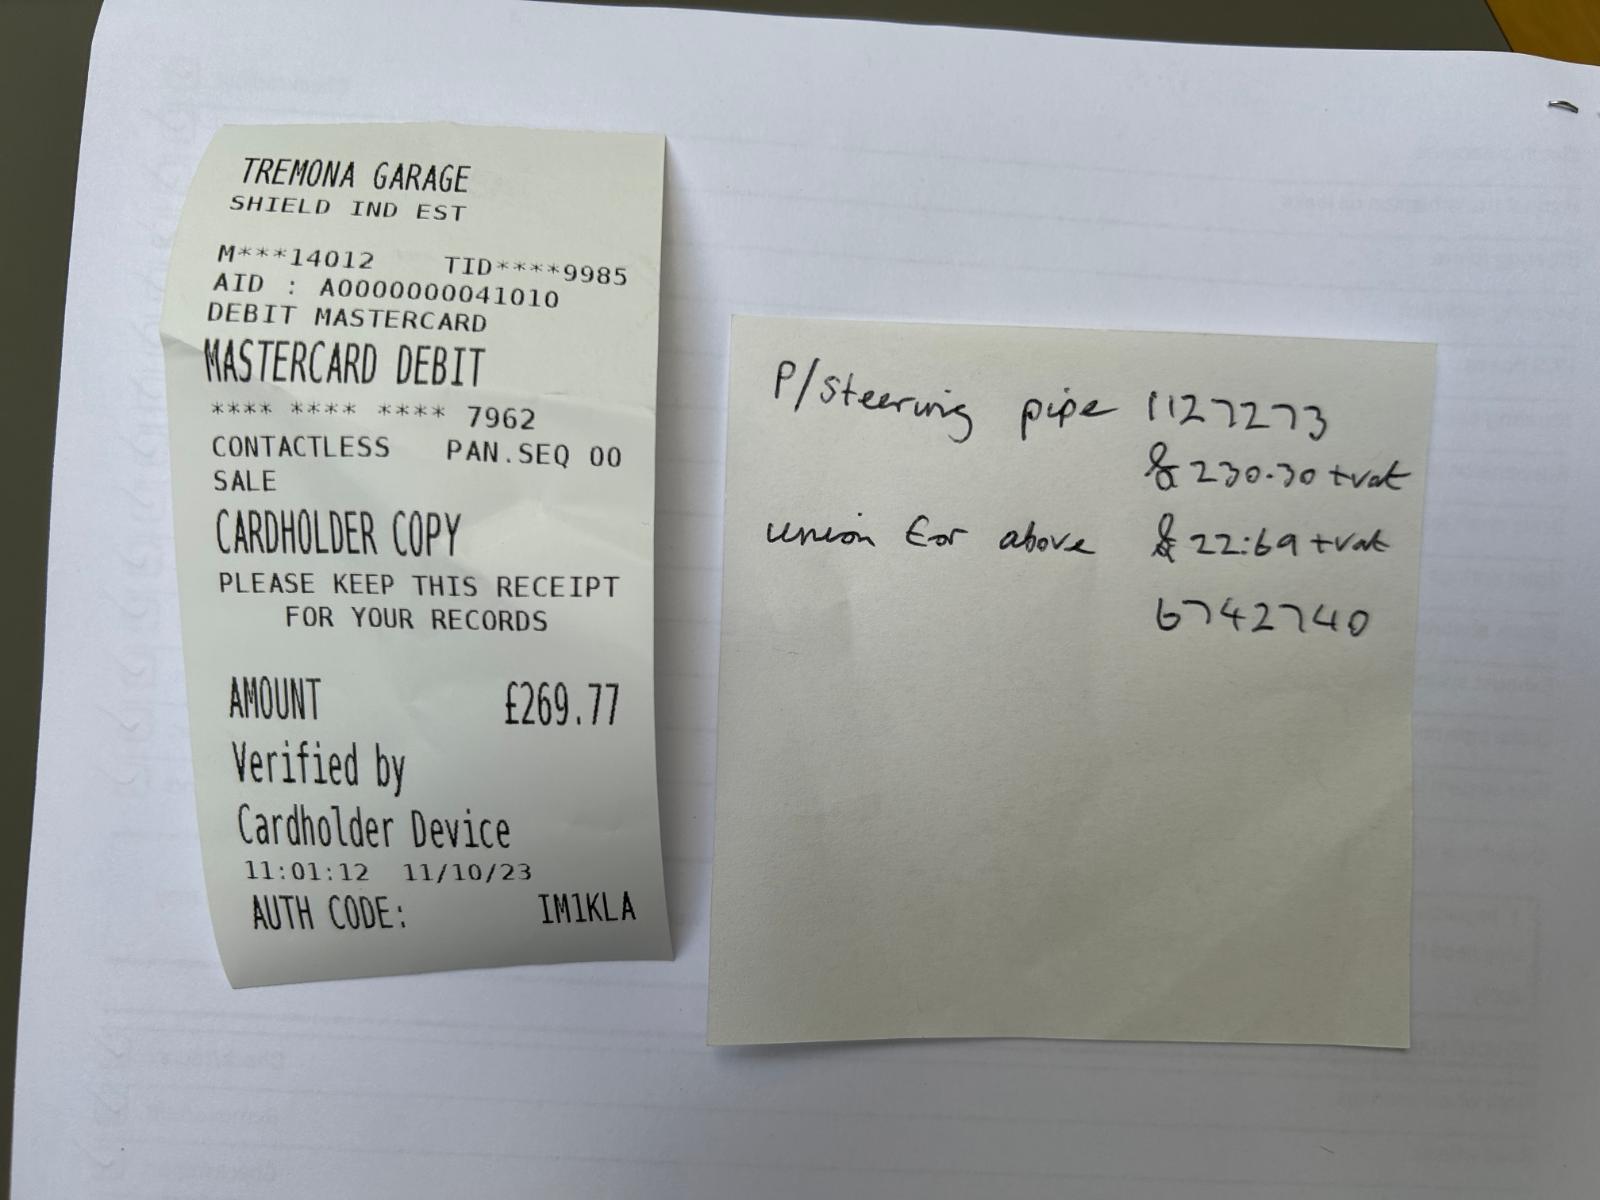 TREMONA GARAGE
SHIELD IND EST
M***14012 TID****9985
AID : A0000000041010
DEBIT MASTERCARD
MASTERCARD DEBIT
**** **** **** 7962
CONTACTLESS PAN.SEQ 00
SALE
CARDHOLDER COPY
PLEASE KEEP THIS RECEIPT
FOR YOUR RECORDS
AMOUNT £269.77
Verified by
Cardholder Device
11:01:12 11/10/23
AUTH CODE: IM1KLA
P/steering pipe 1127273
£230.30 +vat
union for above £22:69 +vat
6742740